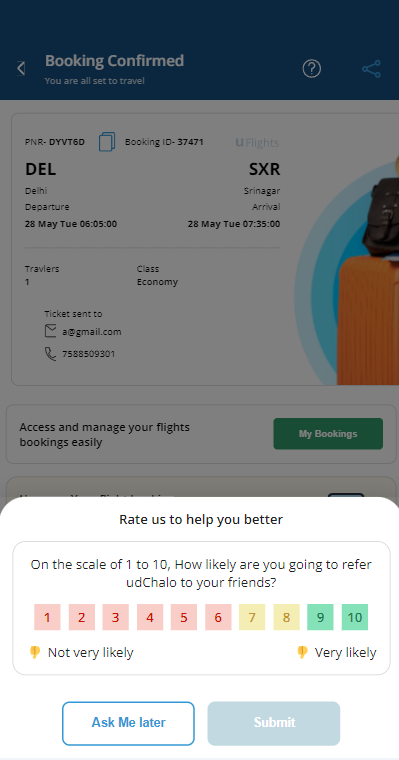 Booking Confirmed
You are all set to travel
PNR- DYVT6D Booking ID- 37471 UFlights
DEL SXR
Delhi Srinagar
Departure Arrival
28 May Tue 06:05:00 28 May Tue 07:35:00
Travlers Class
1 Economy
Ticket sent to
a@gmail.com
7588509301
Access and manage your flights
bookings easily
My Bookings
Rate us to help you better
On the scale of 1 to 10, How likely are you going to refer
udChalo to your friends?
1 2 3 4 5 6 7 8 9 10
Not very likely Very likely
Ask Me later Submit